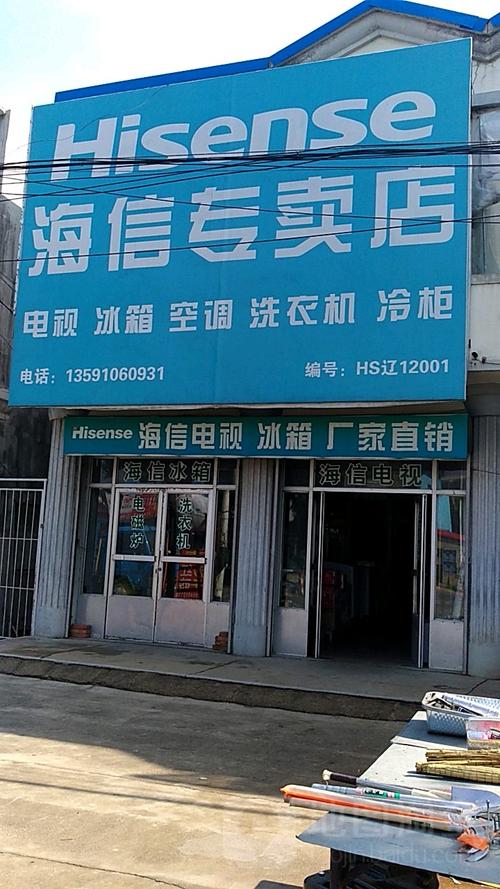 Hisense
海信专卖店
电视 冰箱 空调 洗衣机 冷柜
电话：13591060931 编号：HS辽12001
Hisense 海信电视 冰箱 厂家直销
海信冰箱 海信电视
电磁炉 洗衣机